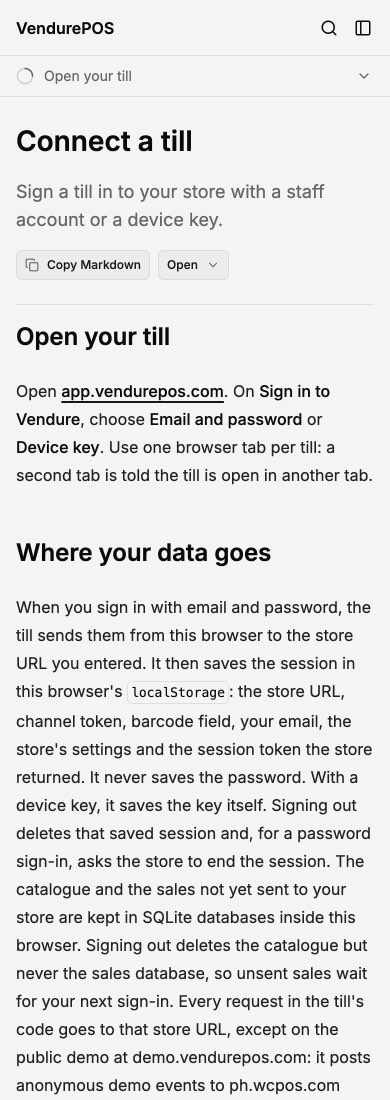 VendurePOS
Open your till
Connect a till
Sign a till in to your store with a staff
account or a device key.
Copy Markdown
Open
Open your till
Open app.vendurepos.com. On Sign in to
Vendure, choose Email and password or
Device key. Use one browser tab per till: a
second tab is told the till is open in another tab.
Where your data goes
When you sign in with email and password, the
till sends them from this browser to the store
URL you entered. It then saves the session in
this browser's localStorage: the store URL,
channel token, barcode field, your email, the
store's settings and the session token the store
returned. It never saves the password. With a
device key, it saves the key itself. Signing out
deletes that saved session and, for a password
sign-in, asks the store to end the session. The
catalogue and the sales not yet sent to your
store are kept in SQLite databases inside this
browser. Signing out deletes the catalogue but
never the sales database, so unsent sales wait
for your next sign-in. Every request in the till's
code goes to that store URL, except on the
public demo at demo.vendurepos.com: it posts
anonymous demo events to ph.wcpos.com